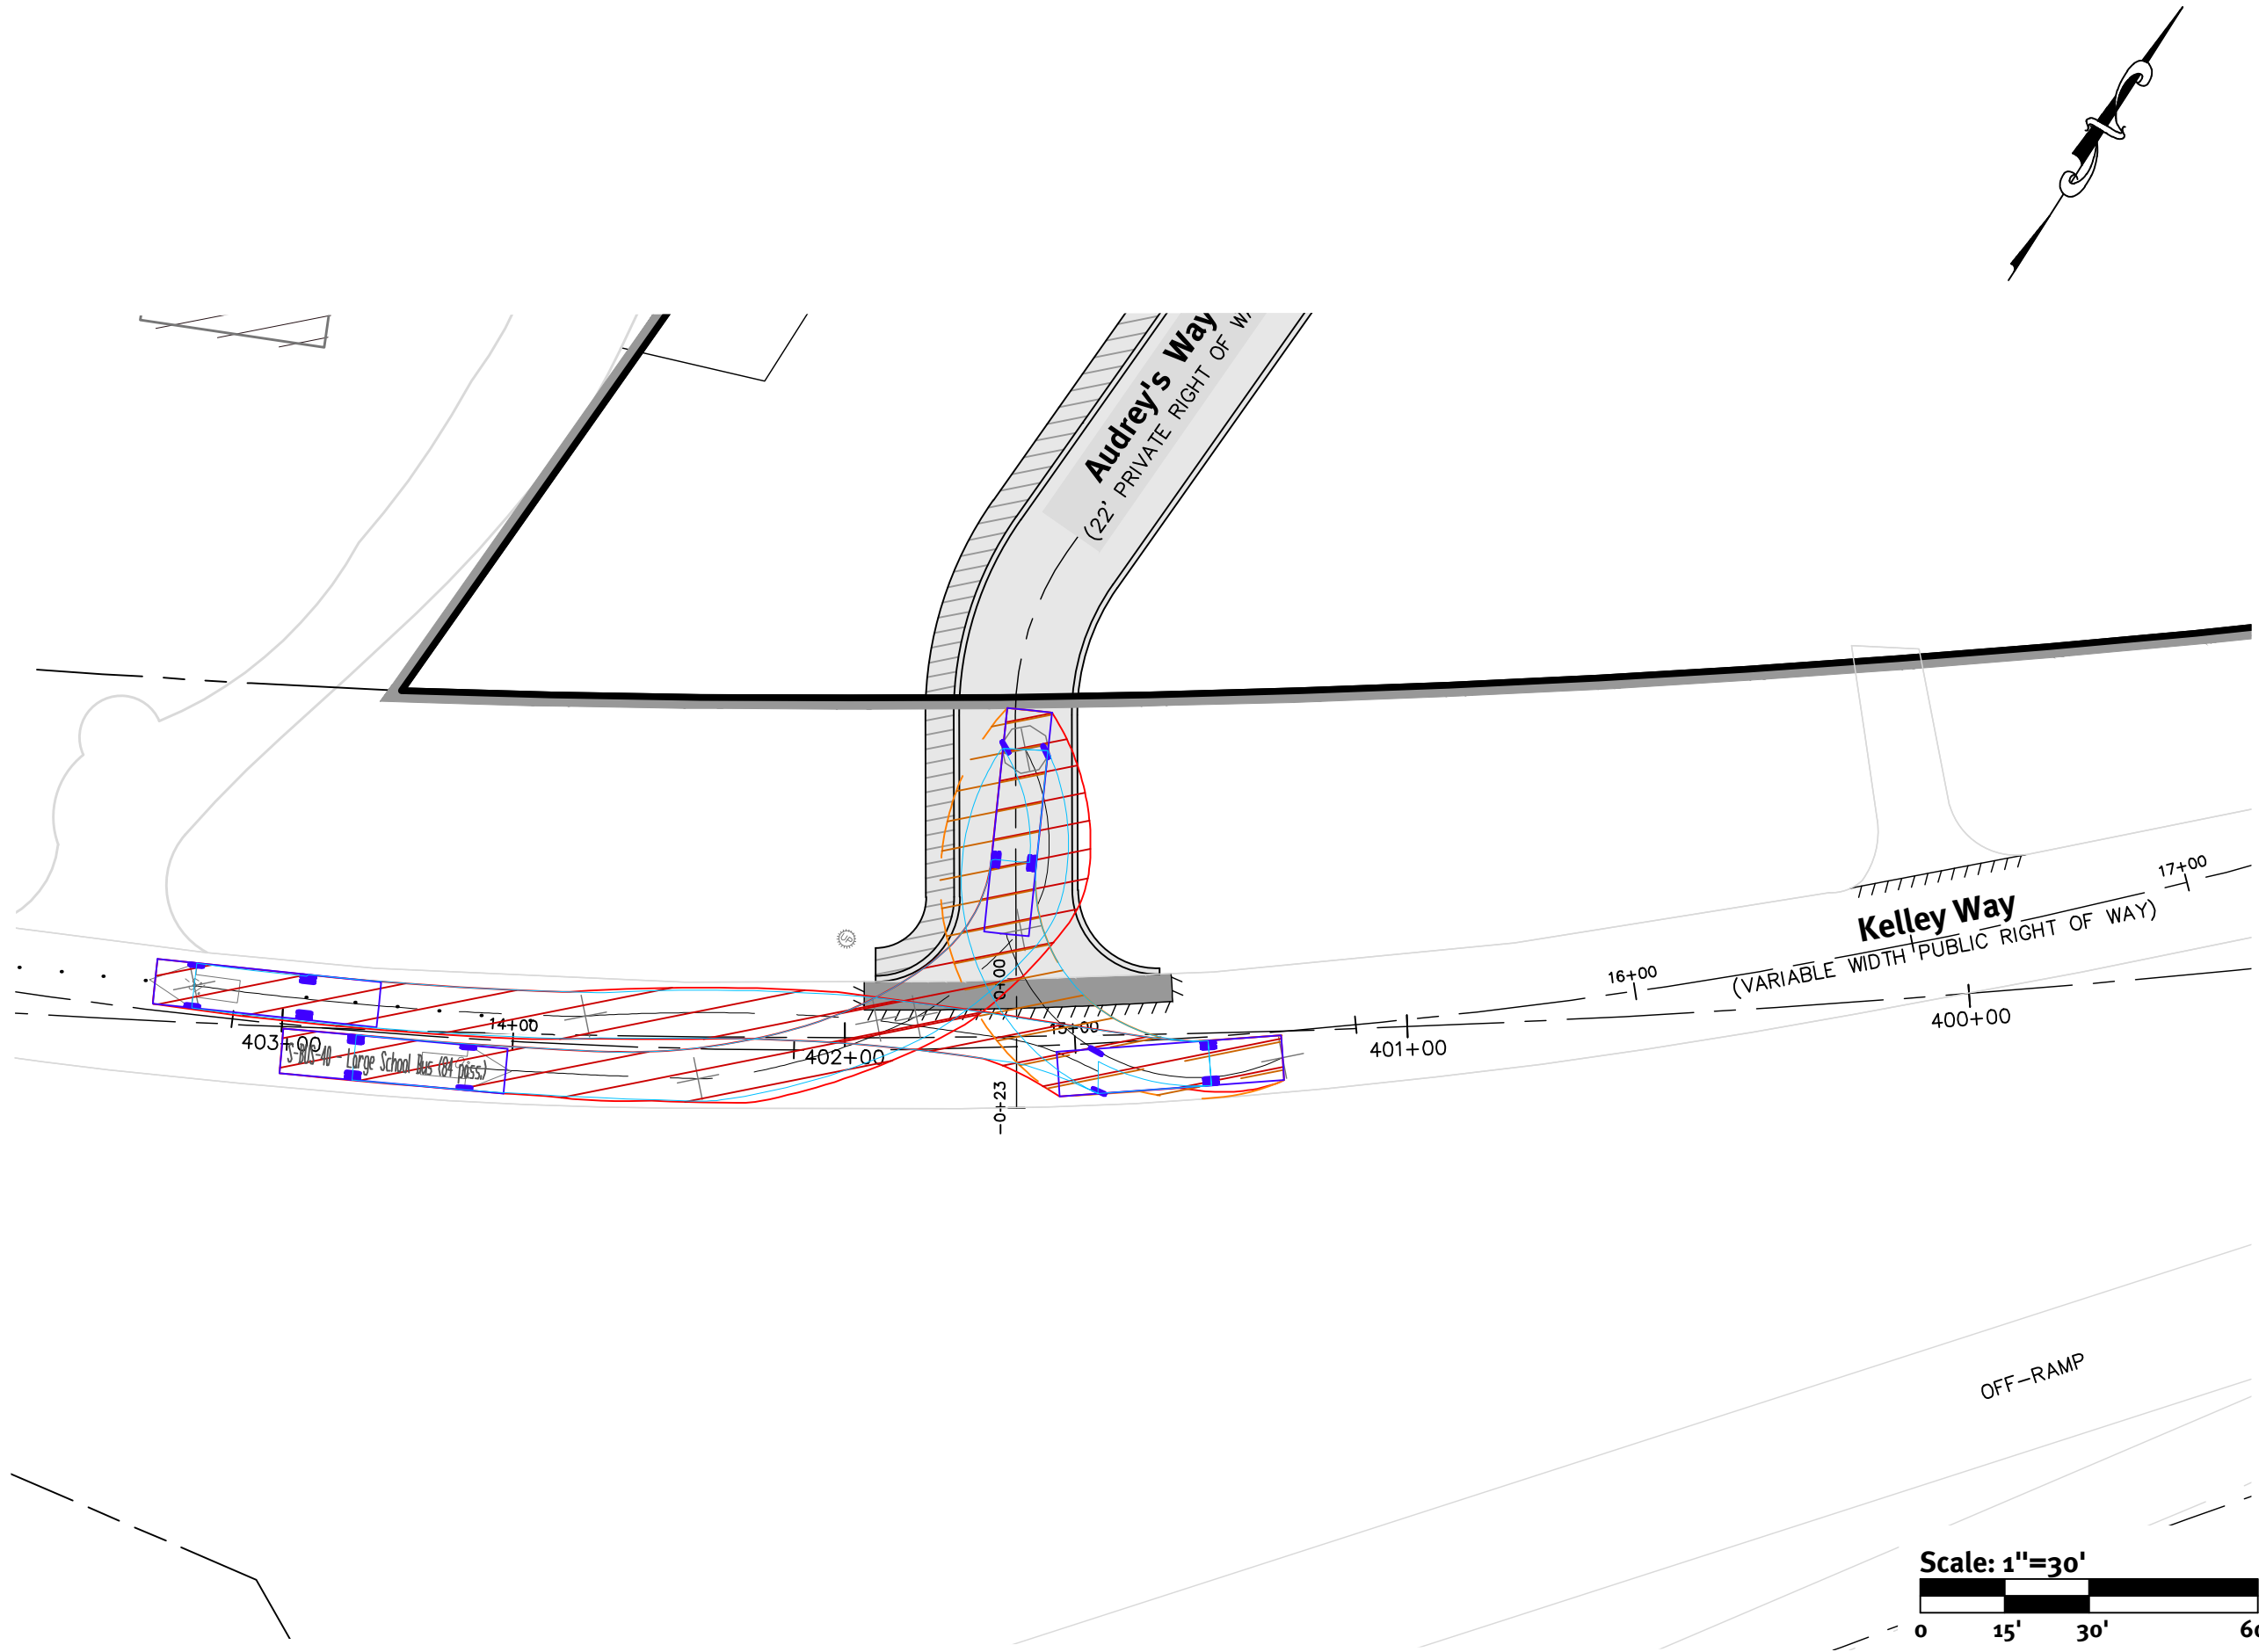 Audrey's Way
(22' PRIVATE RIGHT OF
Kelley Way
(VARIABLE WIDTH PUBLIC RIGHT OF WAY)
17+00
16+00
400+00
401+00
15+00
0+00
-0+23
402+00
14+00
403+00
S-BUS-40 - Large School Bus (84 pass.)
OFF-RAMP
Scale: 1"=30'
0 15' 30'